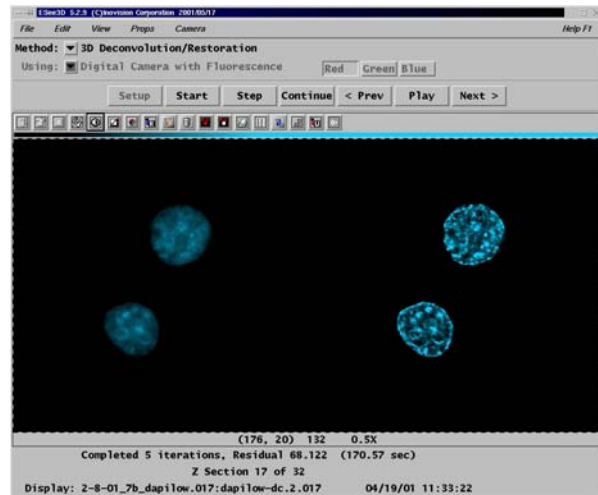 ESee3D 5.2.9 (C)Inovision Corporation 2001/05/17
File Edit View Props Camera Help F1
Method: 3D Deconvolution/Restoration
Using: Digital Camera with Fluorescence Red Green Blue
Setup Start Step Continue < Prev Play Next >
(176, 20) 132 0.5X
Completed 5 iterations, Residual 68.122 (170.57 sec)
Z Section 17 of 32
Display: 2-8-01_7b_dapilow.017:dapilow-dc.2.017 04/19/01 11:33:22